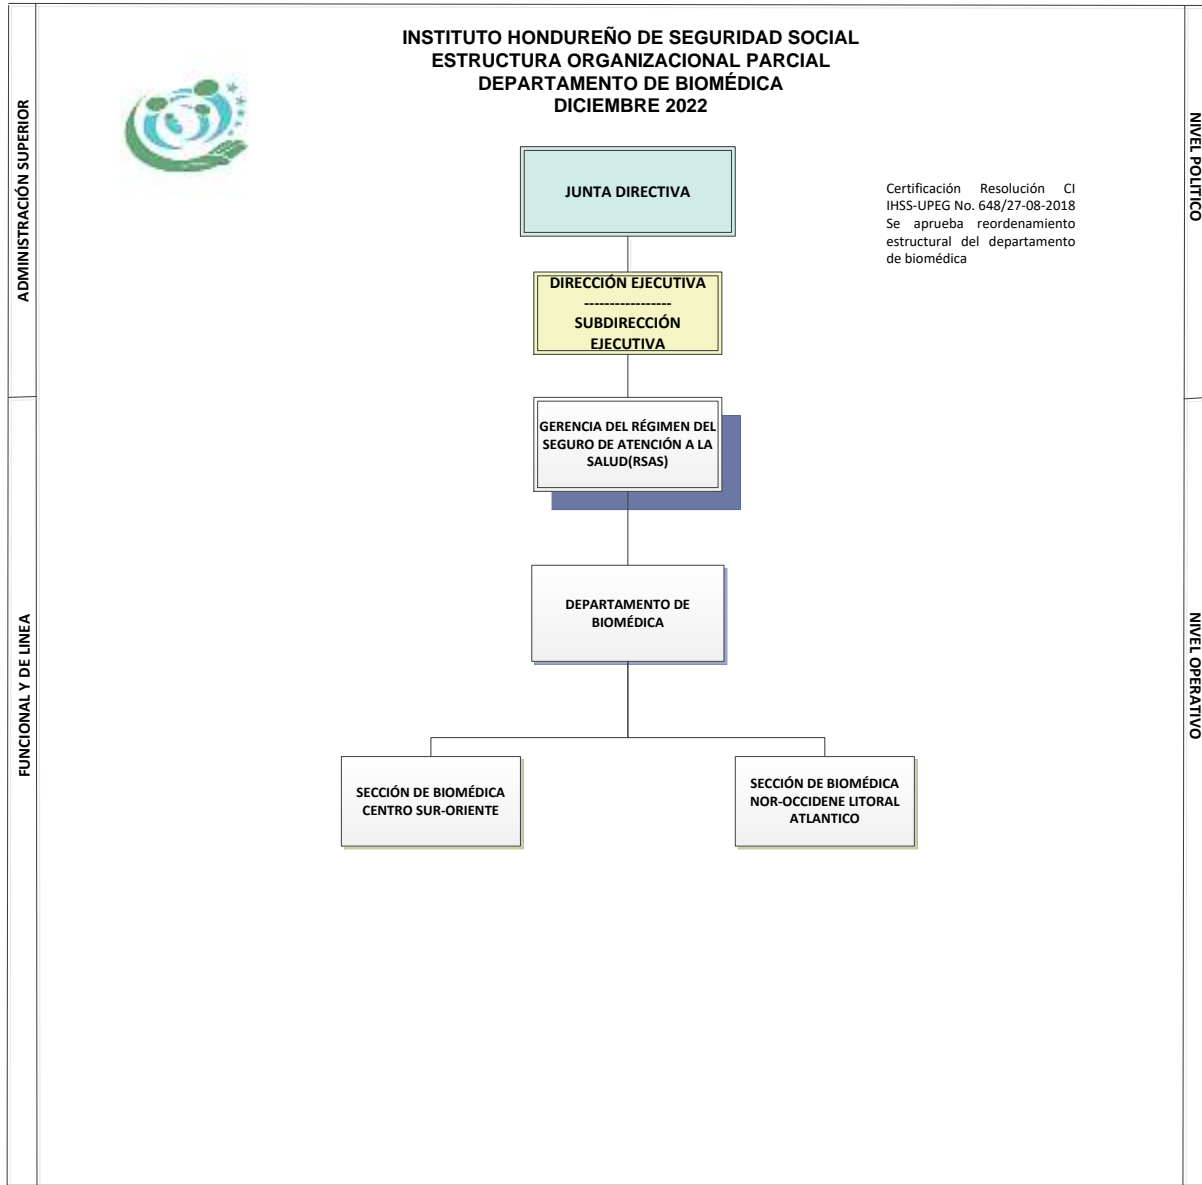 INSTITUTO HONDUREÑO DE SEGURIDAD SOCIAL
ESTRUCTURA ORGANIZACIONAL PARCIAL
DEPARTAMENTO DE BIOMÉDICA
DICIEMBRE 2022
ADMINISTRACIÓN SUPERIOR
NIVEL POLITICO
JUNTA DIRECTIVA
Certificación Resolución CI
IHSS-UPEG No. 648/27-08-2018
Se aprueba reordenamiento
estructural del departamento
de biomédica
DIRECCIÓN EJECUTIVA
-----------------
SUBDIRECCIÓN
EJECUTIVA
GERENCIA DEL RÉGIMEN DEL
SEGURO DE ATENCIÓN A LA
SALUD(RSAS)
FUNCIONAL Y DE LINEA
NIVEL OPERATIVO
DEPARTAMENTO DE
BIOMÉDICA
SECCIÓN DE BIOMÉDICA
CENTRO SUR-ORIENTE
SECCIÓN DE BIOMÉDICA
NOR-OCCIDENE LITORAL
ATLANTICO